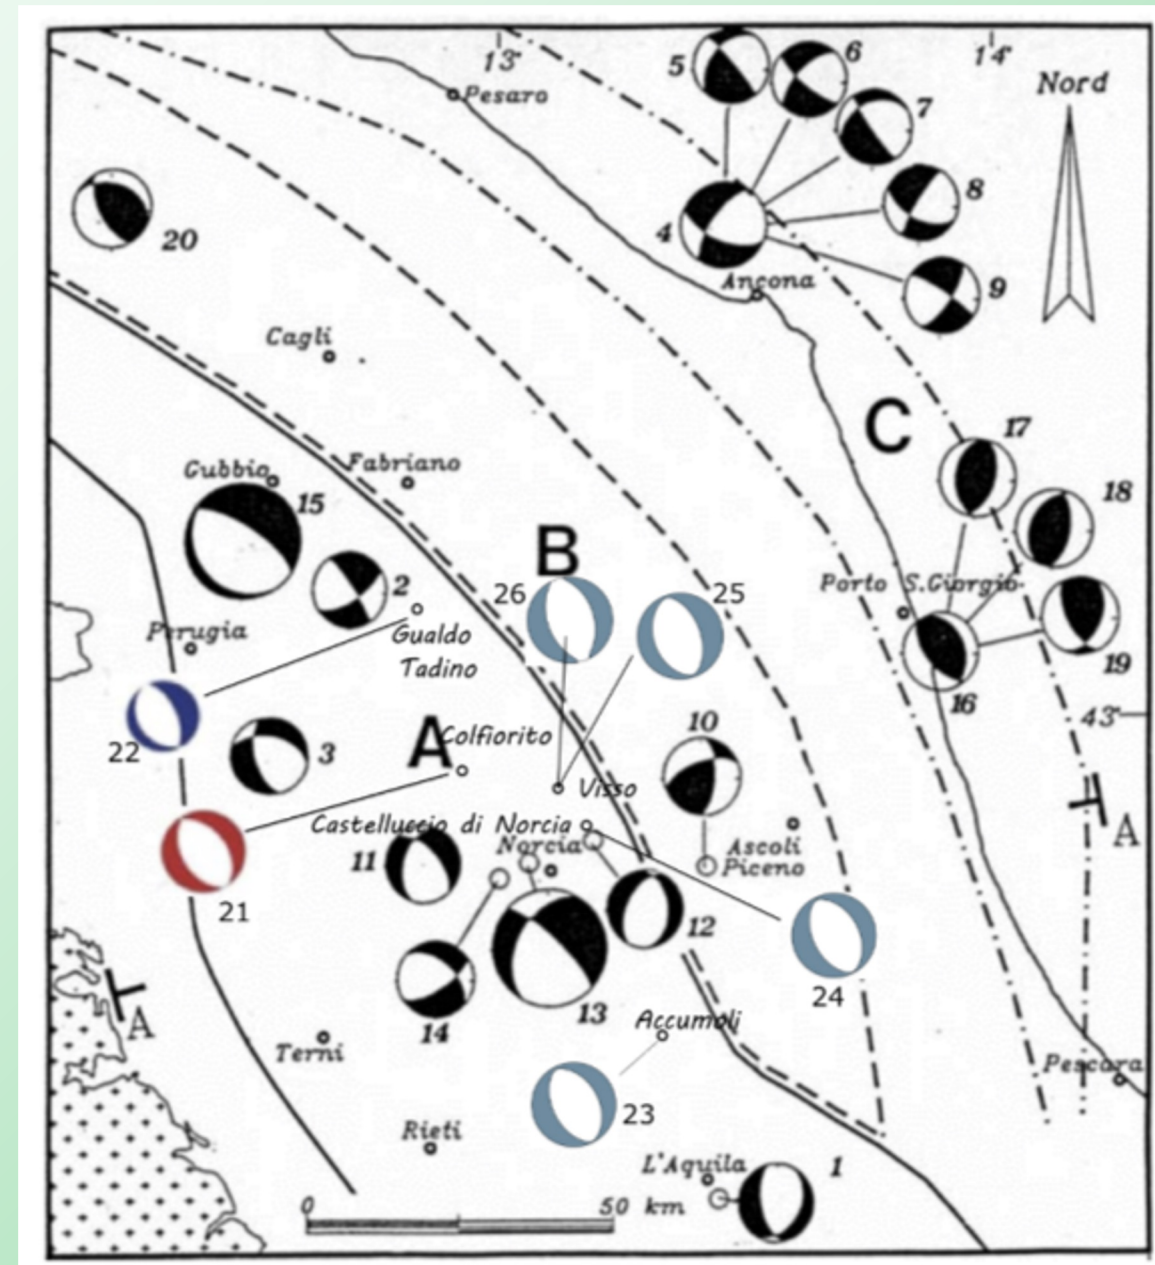 13°
14°
5
6
Nord
Pesaro
7
8
20
4
9
Ancona
Cagli
C
17
Gubbio
Fabriano
15
18
B
2
26
25
Porto S.Giorgio
Perugia
Gualdo
Tadino
19
16
22
3
A
Colfiorito
10
43°
Visso
A
Castelluccio di Norcia
11
Norcia
Ascoli
Piceno
21
12
24
A
14
13
Accumoli
Terni
Pescara
23
Rieti
L'Aquila
1
0
50 km